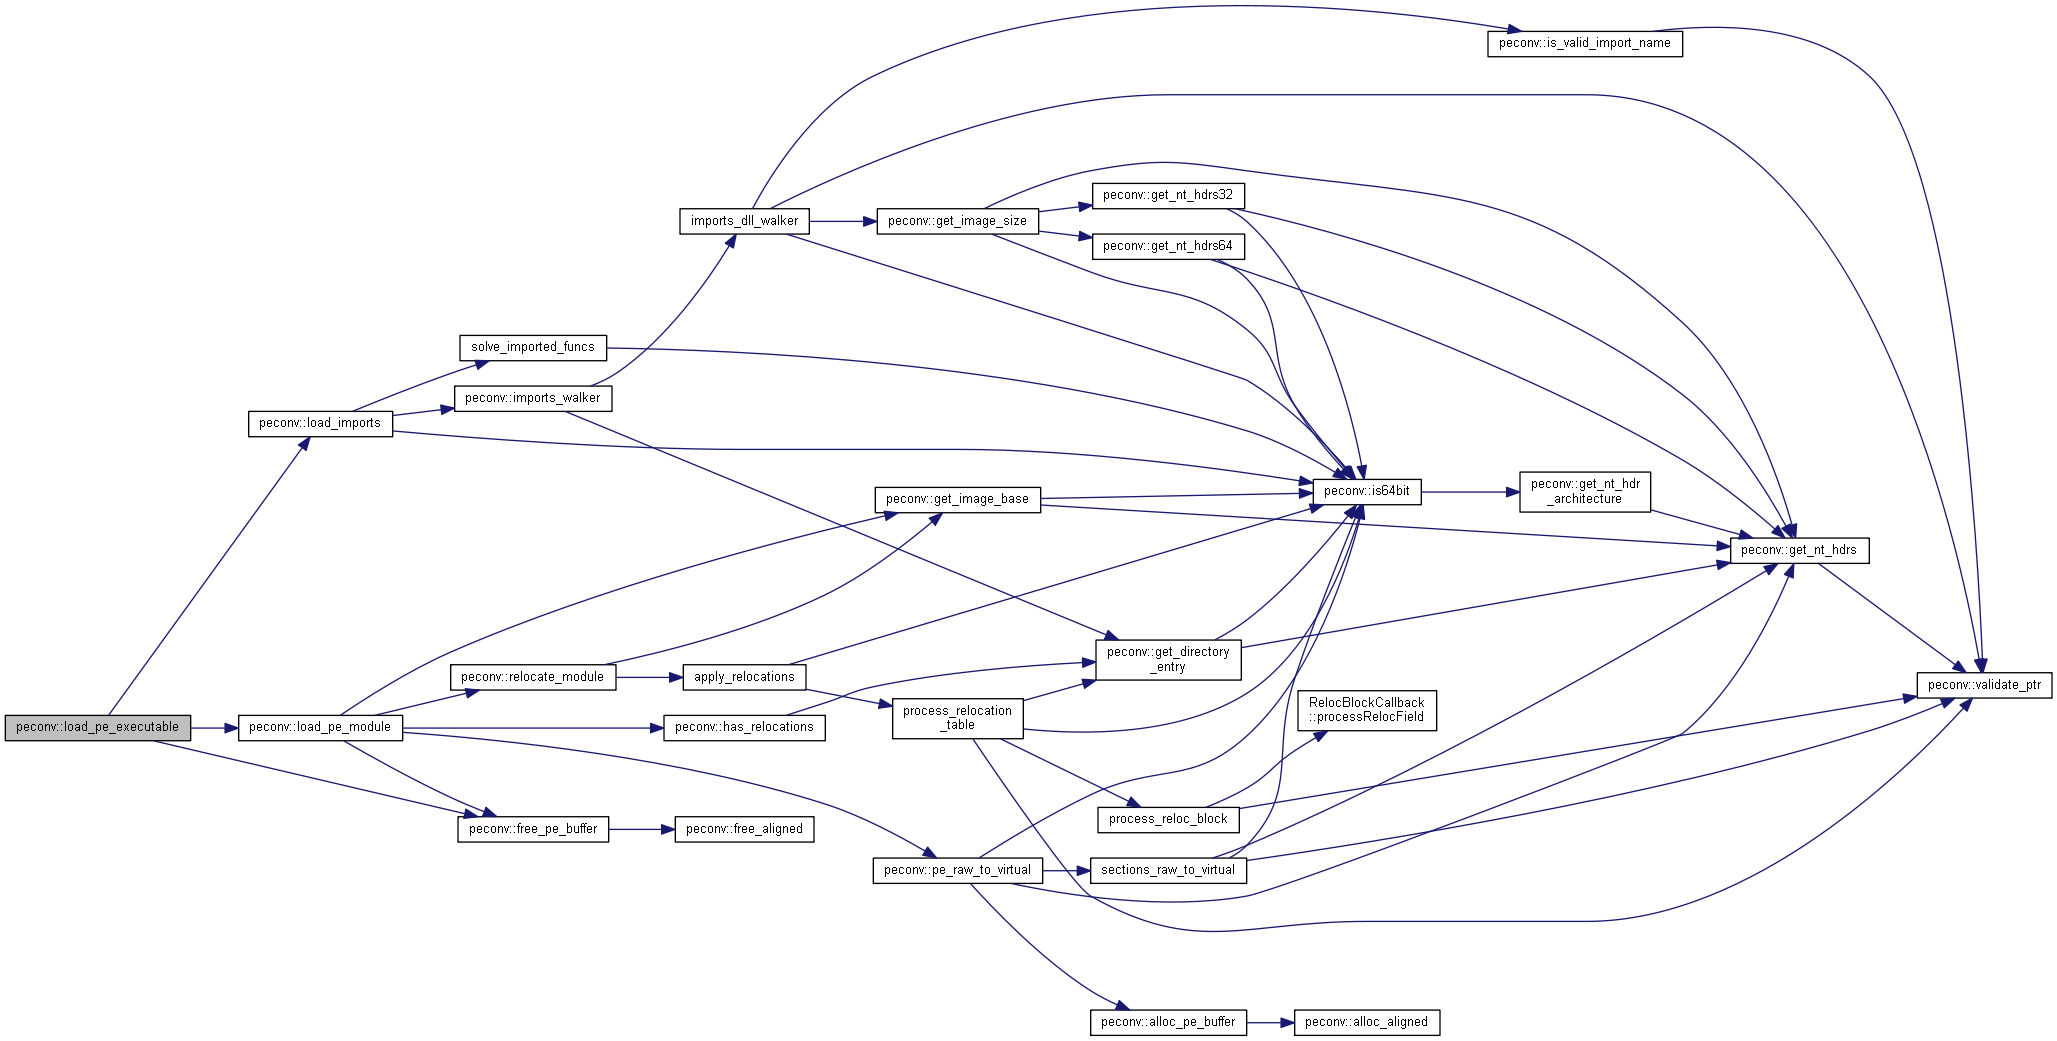 peconv::is_valid_import_name
peconv::get_nt_hdrs32
imports_dll_walker
peconv::get_image_size
peconv::get_nt_hdrs64
solve_imported_funcs
peconv::imports_walker
peconv::load_imports
peconv::get_image_base
peconv::is64bit
peconv::get_nt_hdr
_architecture
peconv::get_nt_hdrs
peconv::get_directory
_entry
peconv::relocate_module
apply_relocations
peconv::validate_ptr
process_relocation
_table
RelocBlockCallback
::processRelocField
peconv::load_pe_executable
peconv::load_pe_module
peconv::has_relocations
process_reloc_block
peconv::free_pe_buffer
peconv::free_aligned
peconv::pe_raw_to_virtual
sections_raw_to_virtual
peconv::alloc_pe_buffer
peconv::alloc_aligned